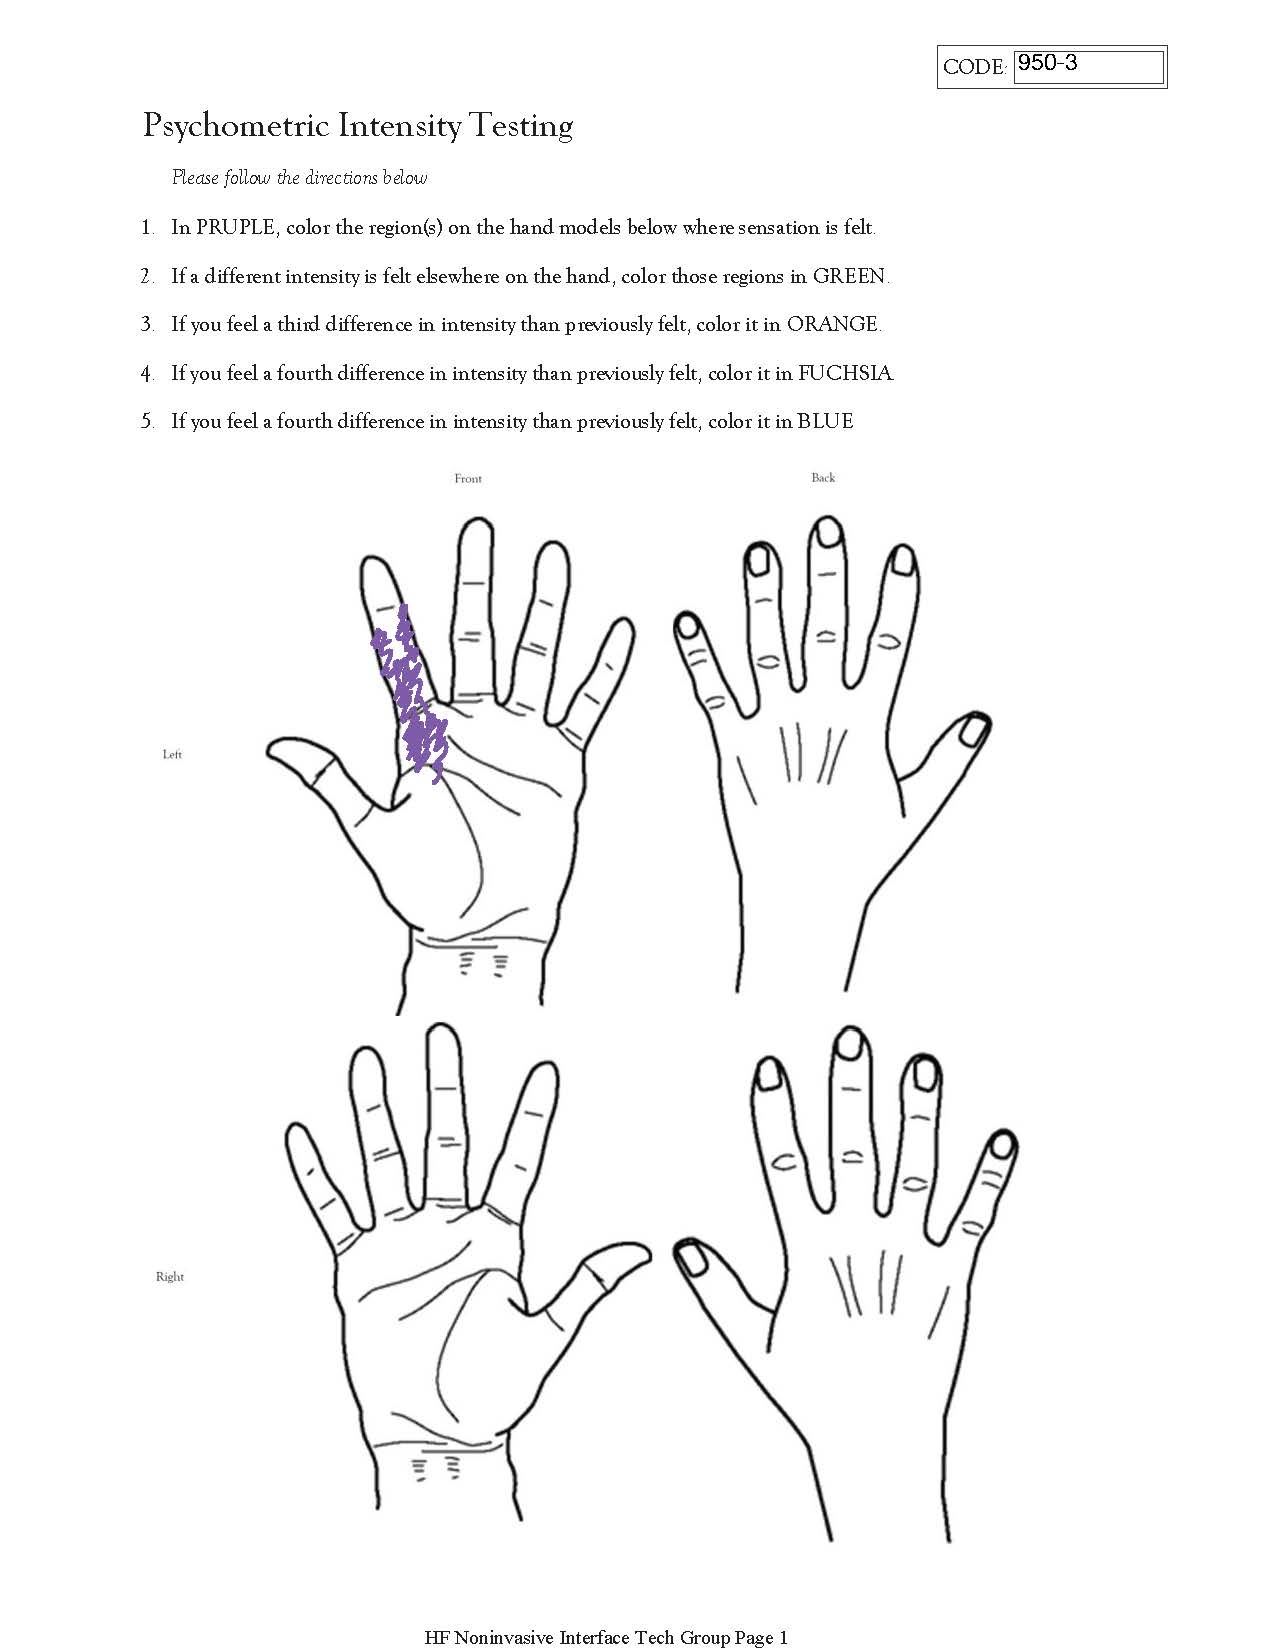 CODE: 950-3
Psychometric Intensity Testing
Please follow the directions below
1. In PRUPLE, color the region(s) on the hand models below where sensation is felt.
2. If a different intensity is felt elsewhere on the hand, color those regions in GREEN.
3. If you feel a third difference in intensity than previously felt, color it in ORANGE.
4. If you feel a fourth difference in intensity than previously felt, color it in FUCHSIA.
5. If you feel a fourth difference in intensity than previously felt, color it in BLUE
Front Back
Left
Right
HF Noninvasive Interface Tech Group Page 1